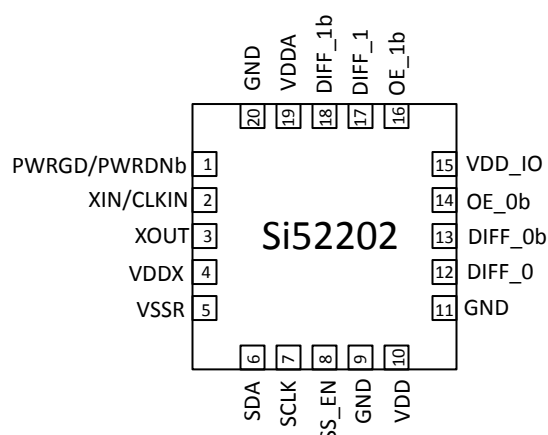 GND
VDDA
DIFF_1b
DIFF_1
OE_1b
20
19
18
17
16
PWRGD/PWRDNb 1
XIN/CLKIN 2
XOUT 3
VDDX 4
VSSR 5
Si52202
15 VDD_IO
14 OE_0b
13 DIFF_0b
12 DIFF_0
11 GND
6
7
8
9
10
SDA
SCLK
SS_EN
GND
VDD